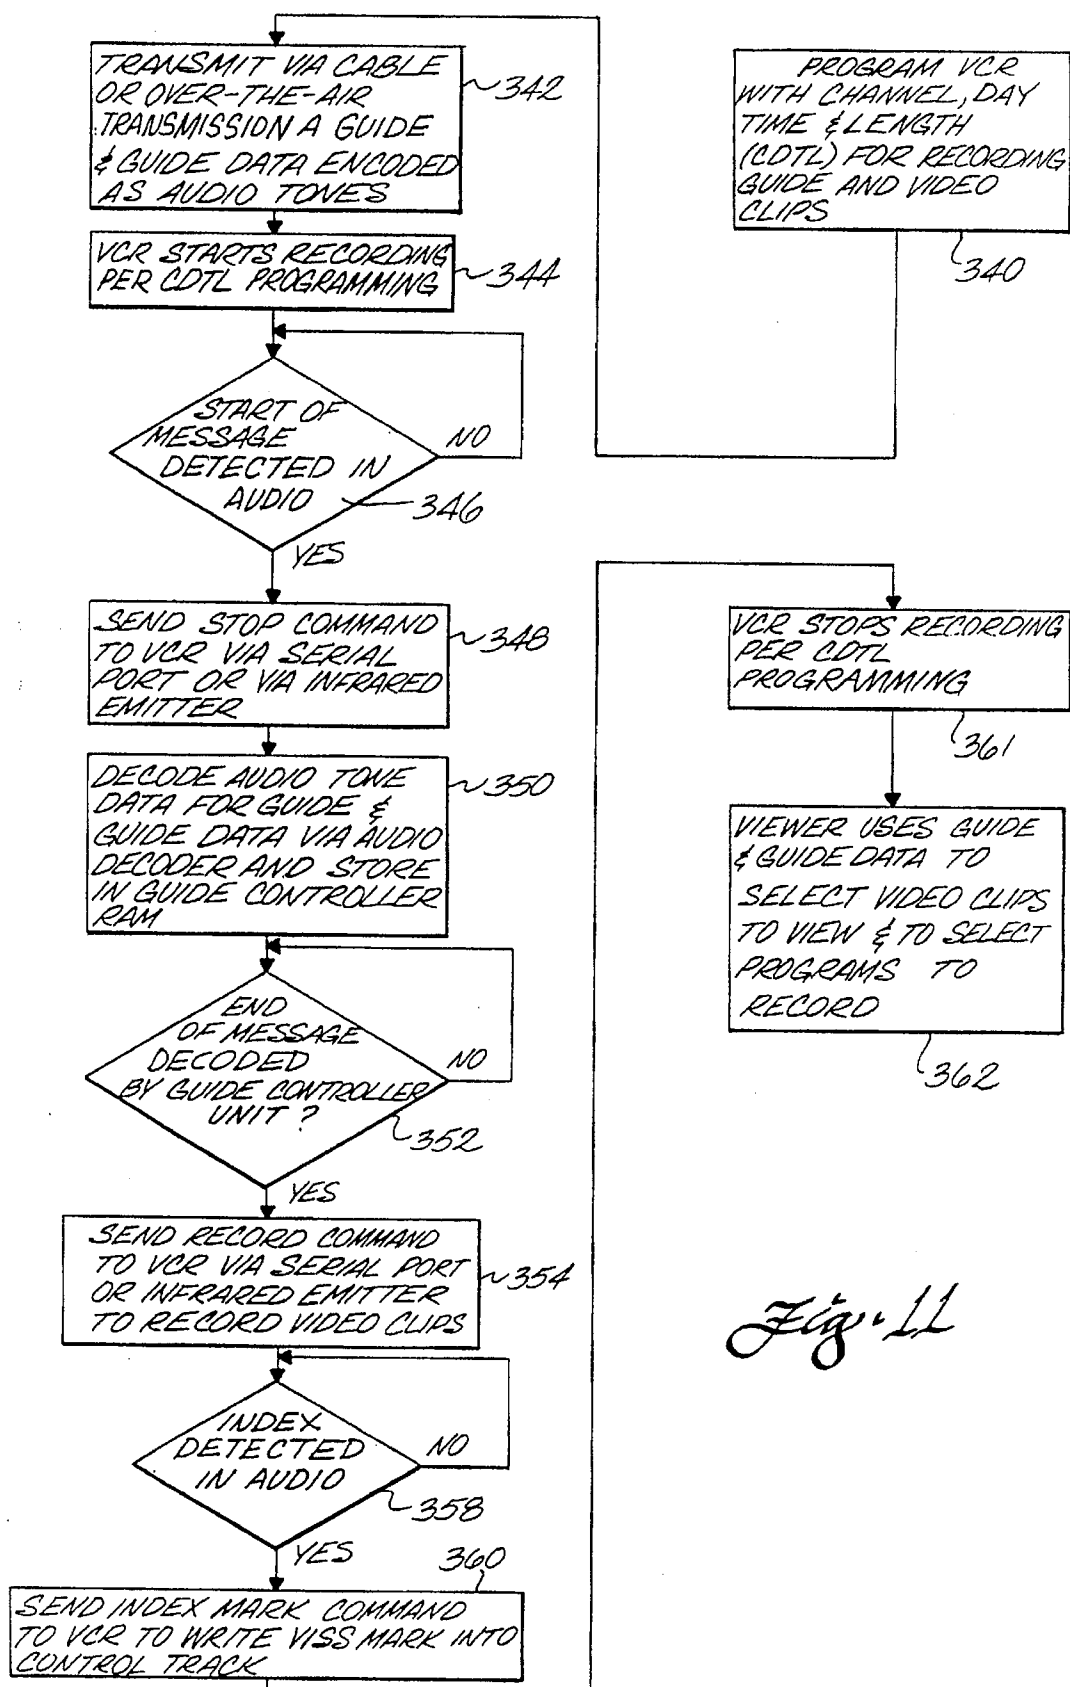 PROGRAM VCR
WITH CHANNEL, DAY
TIME & LENGTH
(CDTL) FOR RECORDING
GUIDE AND VIDEO
CLIPS
340
TRANSMIT VIA CABLE
OR OVER-THE-AIR
TRANSMISSION A GUIDE
& GUIDE DATA ENCODED
AS AUDIO TONES
342
VCR STARTS RECORDING
PER CDTL PROGRAMMING
344
START OF
MESSAGE
DETECTED IN
AUDIO
346
NO
YES
SEND STOP COMMAND
TO VCR VIA SERIAL
PORT OR VIA INFRARED
EMITTER
348
DECODE AUDIO TONE
DATA FOR GUIDE &
GUIDE DATA VIA AUDIO
DECODER AND STORE
IN GUIDE CONTROLLER
RAM
350
END
OF MESSAGE
DECODED
BY GUIDE CONTROLLER
UNIT ?
352
NO
YES
SEND RECORD COMMAND
TO VCR VIA SERIAL PORT
OR INFRARED EMITTER
TO RECORD VIDEO CLIPS
354
INDEX
DETECTED
IN AUDIO
358
NO
YES
360
SEND INDEX MARK COMMAND
TO VCR TO WRITE VISS MARK INTO
CONTROL TRACK
VCR STOPS RECORDING
PER CDTL
PROGRAMMING
361
VIEWER USES GUIDE
& GUIDE DATA TO
SELECT VIDEO CLIPS
TO VIEW & TO SELECT
PROGRAMS TO
RECORD
362
Fig. 11